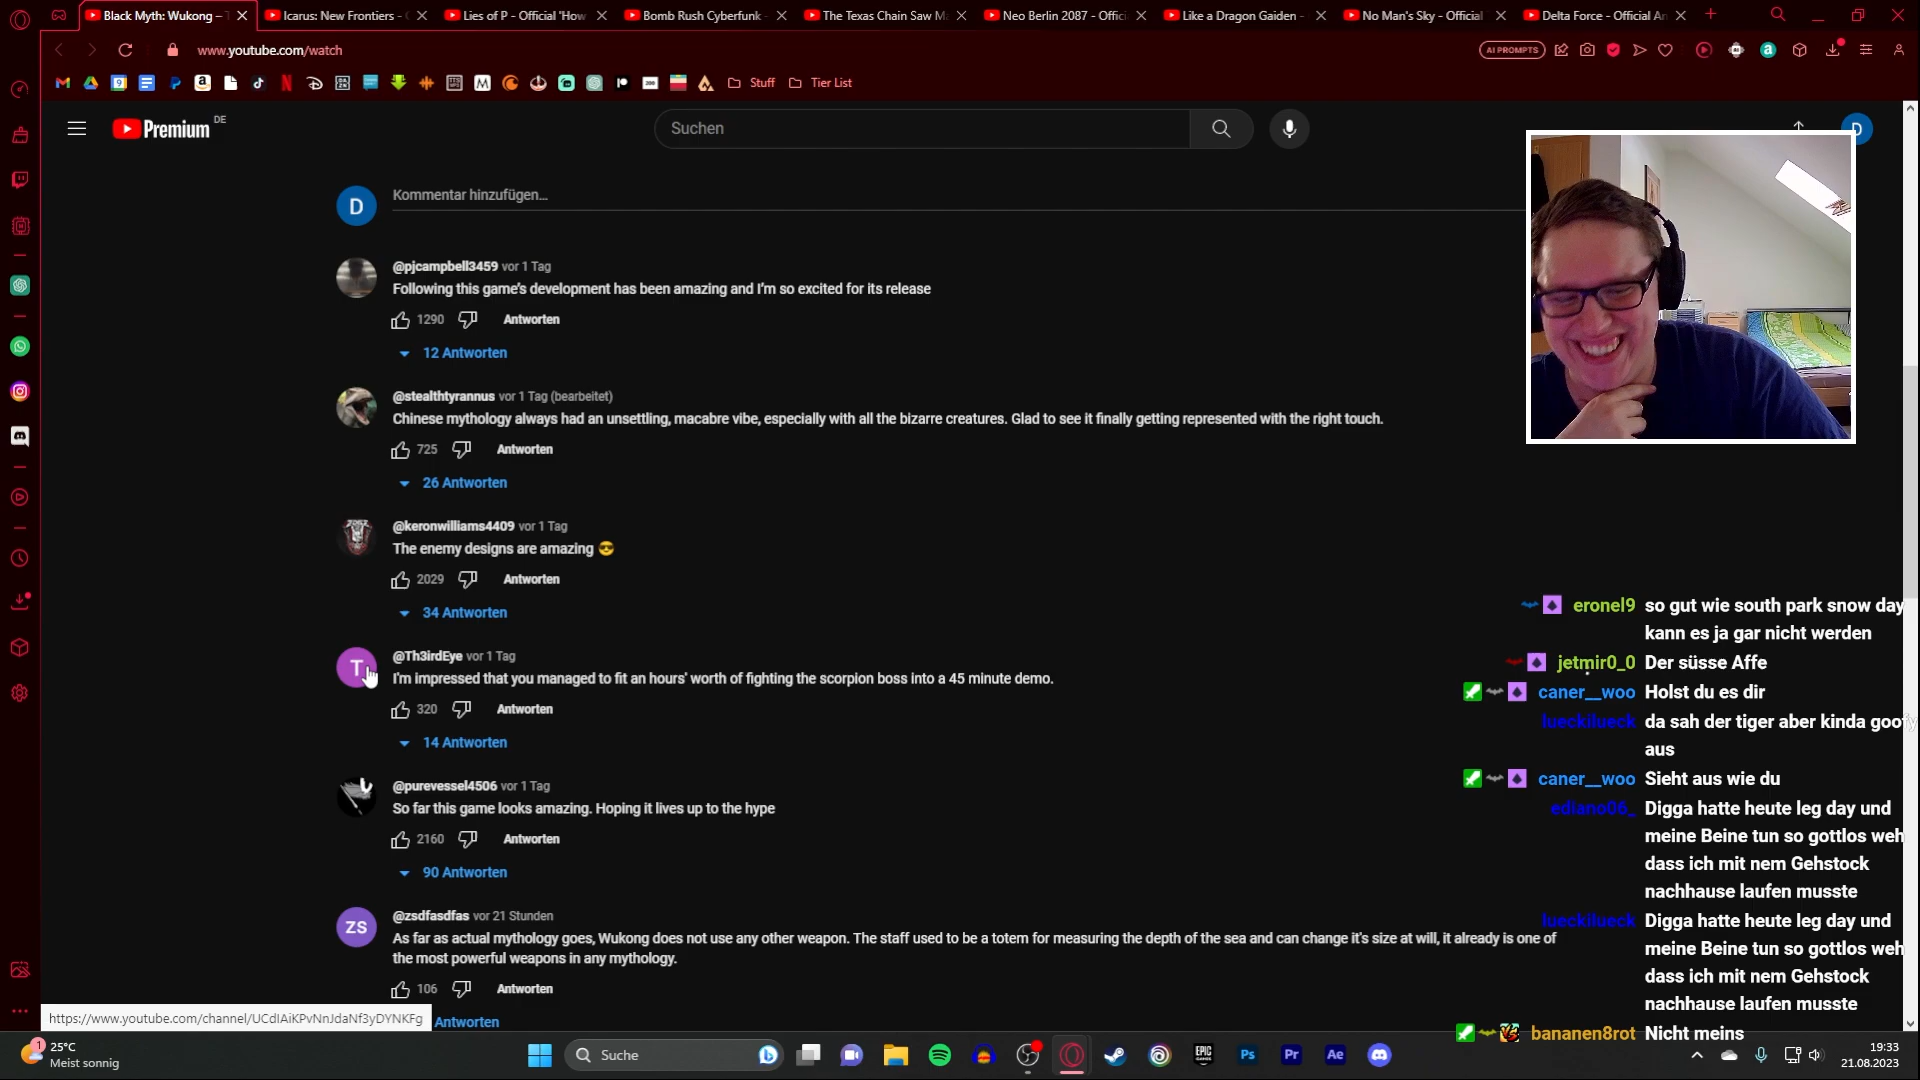 Black Myth: Wukong –
Icarus: New Frontiers -
Lies of P - Official 'How
Bomb Rush Cyberfunk -
The Texas Chain Saw
Neo Berlin 2087 - Offici
Like a Dragon Gaiden -
No Man's Sky - Official
Delta Force - Official An
www.youtube.com/watch
AI PROMPTS
Stuff
Tier List
Premium DE
Suchen
D
D
Kommentar hinzufügen...
@pjcampbell3459 vor 1 Tag
Following this game's development has been amazing and I'm so excited for its release
1290 Antworten
12 Antworten
@stealthtyrannus vor 1 Tag (bearbeitet)
Chinese mythology always had an unsettling, macabre vibe, especially with all the bizarre creatures. Glad to see it finally getting represented with the right touch.
725 Antworten
26 Antworten
@keronwilliams4409 vor 1 Tag
The enemy designs are amazing 😎
2029 Antworten
34 Antworten
T
@Th3irdEye vor 1 Tag
I'm impressed that you managed to fit an hours' worth of fighting the scorpion boss into a 45 minute demo.
320 Antworten
14 Antworten
@purevessel4506 vor 1 Tag
So far this game looks amazing. Hoping it lives up to the hype
2160 Antworten
90 Antworten
ZS
@zsdfasdfas vor 21 Stunden
As far as actual mythology goes, Wukong does not use any other weapon. The staff used to be a totem for measuring the depth of the sea and can change it's size at will, it already is one of
the most powerful weapons in any mythology.
106 Antworten
Antworten
https://www.youtube.com/channel/UCdIAiKPvNnJdaNf3yDYNKFg
eronel9 so gut wie south park snow day
kann es ja gar nicht werden
jetmir0_0 Der süsse Affe
caner__woo Holst du es dir
lueckilueck da sah der tiger aber kinda goofy
aus
caner__woo Sieht aus wie du
ediano06_ Digga hatte heute leg day und
meine Beine tun so gottlos weh
dass ich mit nem Gehstock
nachhause laufen musste
lueckilueck Digga hatte heute leg day und
meine Beine tun so gottlos weh
dass ich mit nem Gehstock
nachhause laufen musste
bananen8rot Nicht meins
1
25°C
Meist sonnig
Suche
EPIC GAMES
Ps
Pr
Ae
19:33
21.08.2023